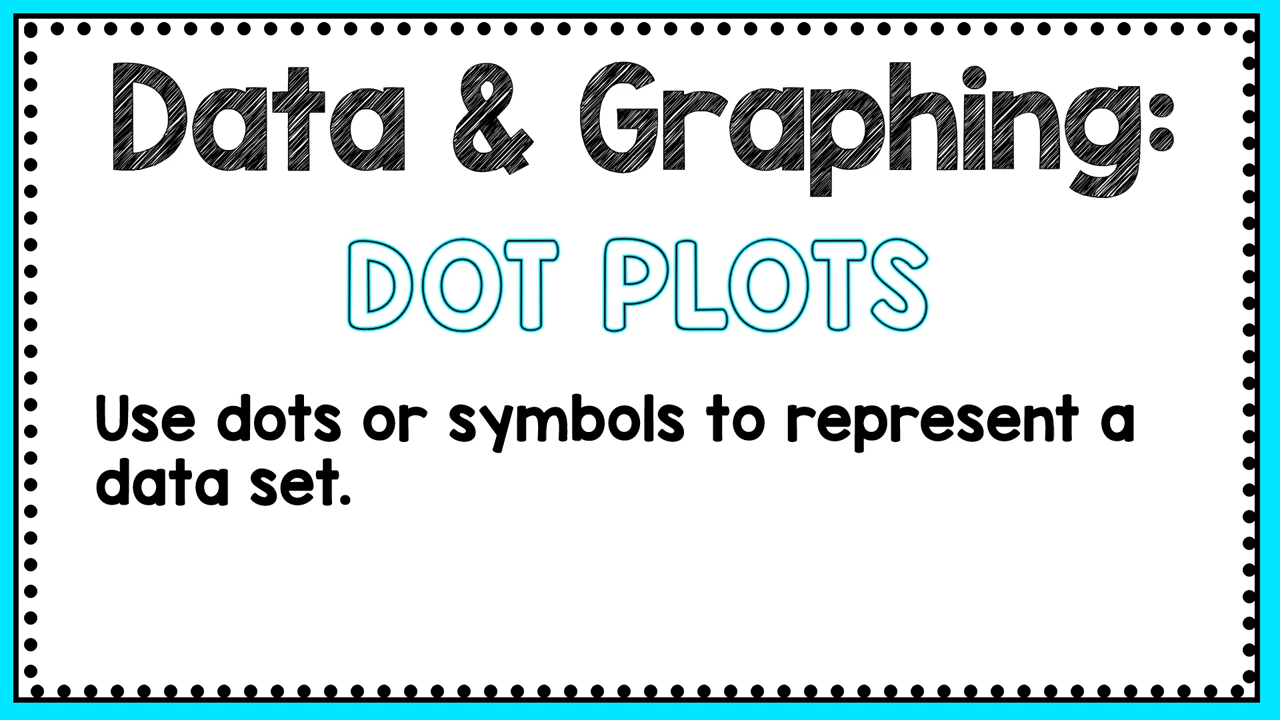 Data & Graphing:
DOT PLOTS
Use dots or symbols to represent a
data set.